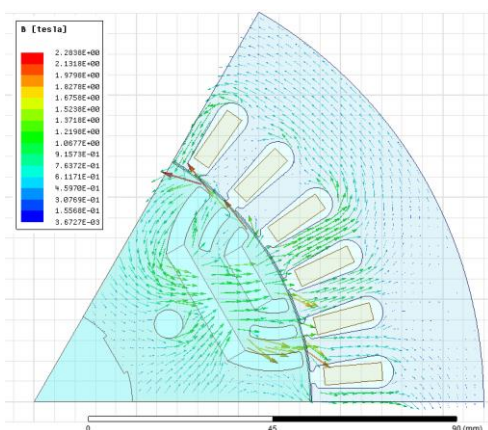 B [tesla]
2.2838E+00
2.1318E+00
1.9798E+00
1.8278E+00
1.6758E+00
1.5238E+00
1.3718E+00
1.2198E+00
1.0677E+00
9.1573E-01
7.6372E-01
6.1171E-01
4.5970E-01
3.0769E-01
1.5568E-01
3.6727E-03
0 45 90 (mm)